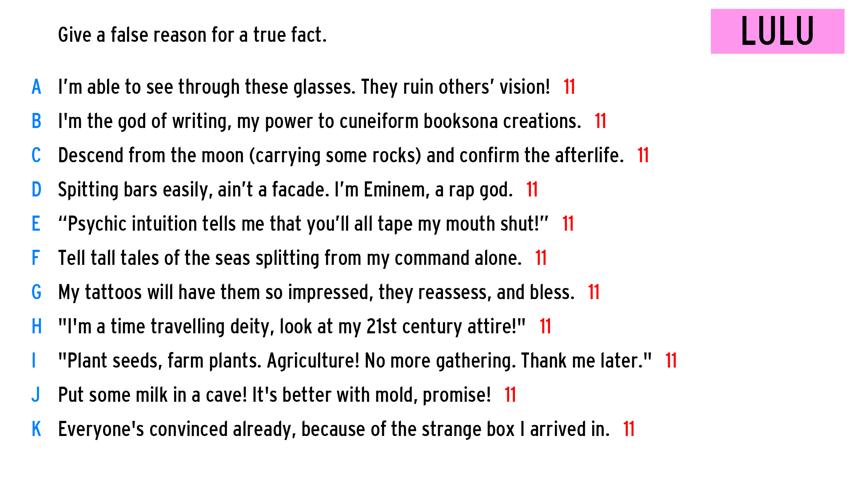 Give a false reason for a true fact.
LULU
A I’m able to see through these glasses. They ruin others’ vision! 11
B I'm the god of writing, my power to cuneiform booksona creations. 11
C Descend from the moon (carrying some rocks) and confirm the afterlife. 11
D Spitting bars easily, ain’t a facade. I’m Eminem, a rap god. 11
E “Psychic intuition tells me that you’ll all tape my mouth shut!” 11
F Tell tall tales of the seas splitting from my command alone. 11
G My tattoos will have them so impressed, they reassess, and bless. 11
H "I'm a time travelling deity, look at my 21st century attire!" 11
I "Plant seeds, farm plants. Agriculture! No more gathering. Thank me later." 11
J Put some milk in a cave! It's better with mold, promise! 11
K Everyone's convinced already, because of the strange box I arrived in. 11